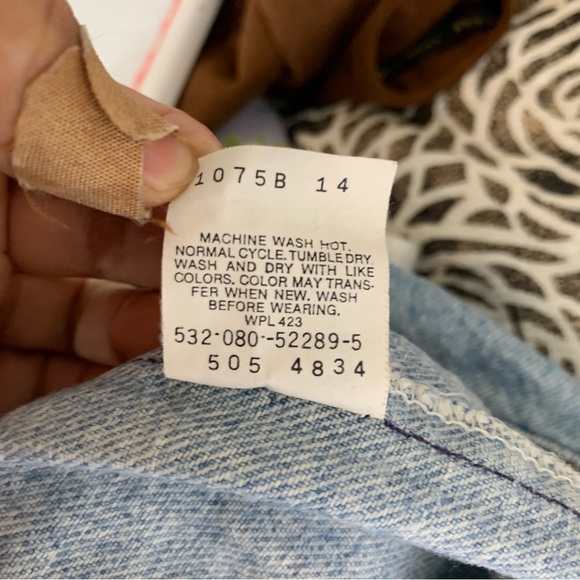 1075B 14
MACHINE WASH HOT.
NORMAL CYCLE. TUMBLE DRY.
WASH AND DRY WITH LIKE
COLORS. COLOR MAY TRANS-
FER WHEN NEW. WASH
BEFORE WEARING.
WPL 423
532-080-52289-5
505 4834